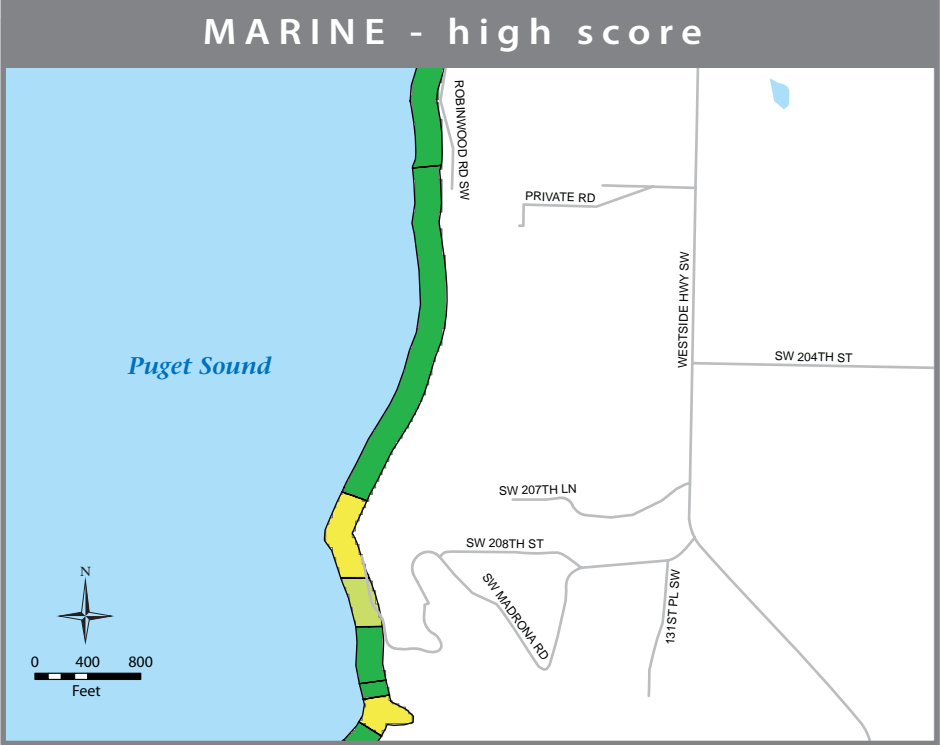 MARINE - high score
ROBINWOOD RD SW
PRIVATE RD
WESTSIDE HWY SW
SW 204TH ST
Puget Sound
SW 207TH LN
SW 208TH ST
SW MADRONA RD
131ST PL SW
N
0 400 800
Feet